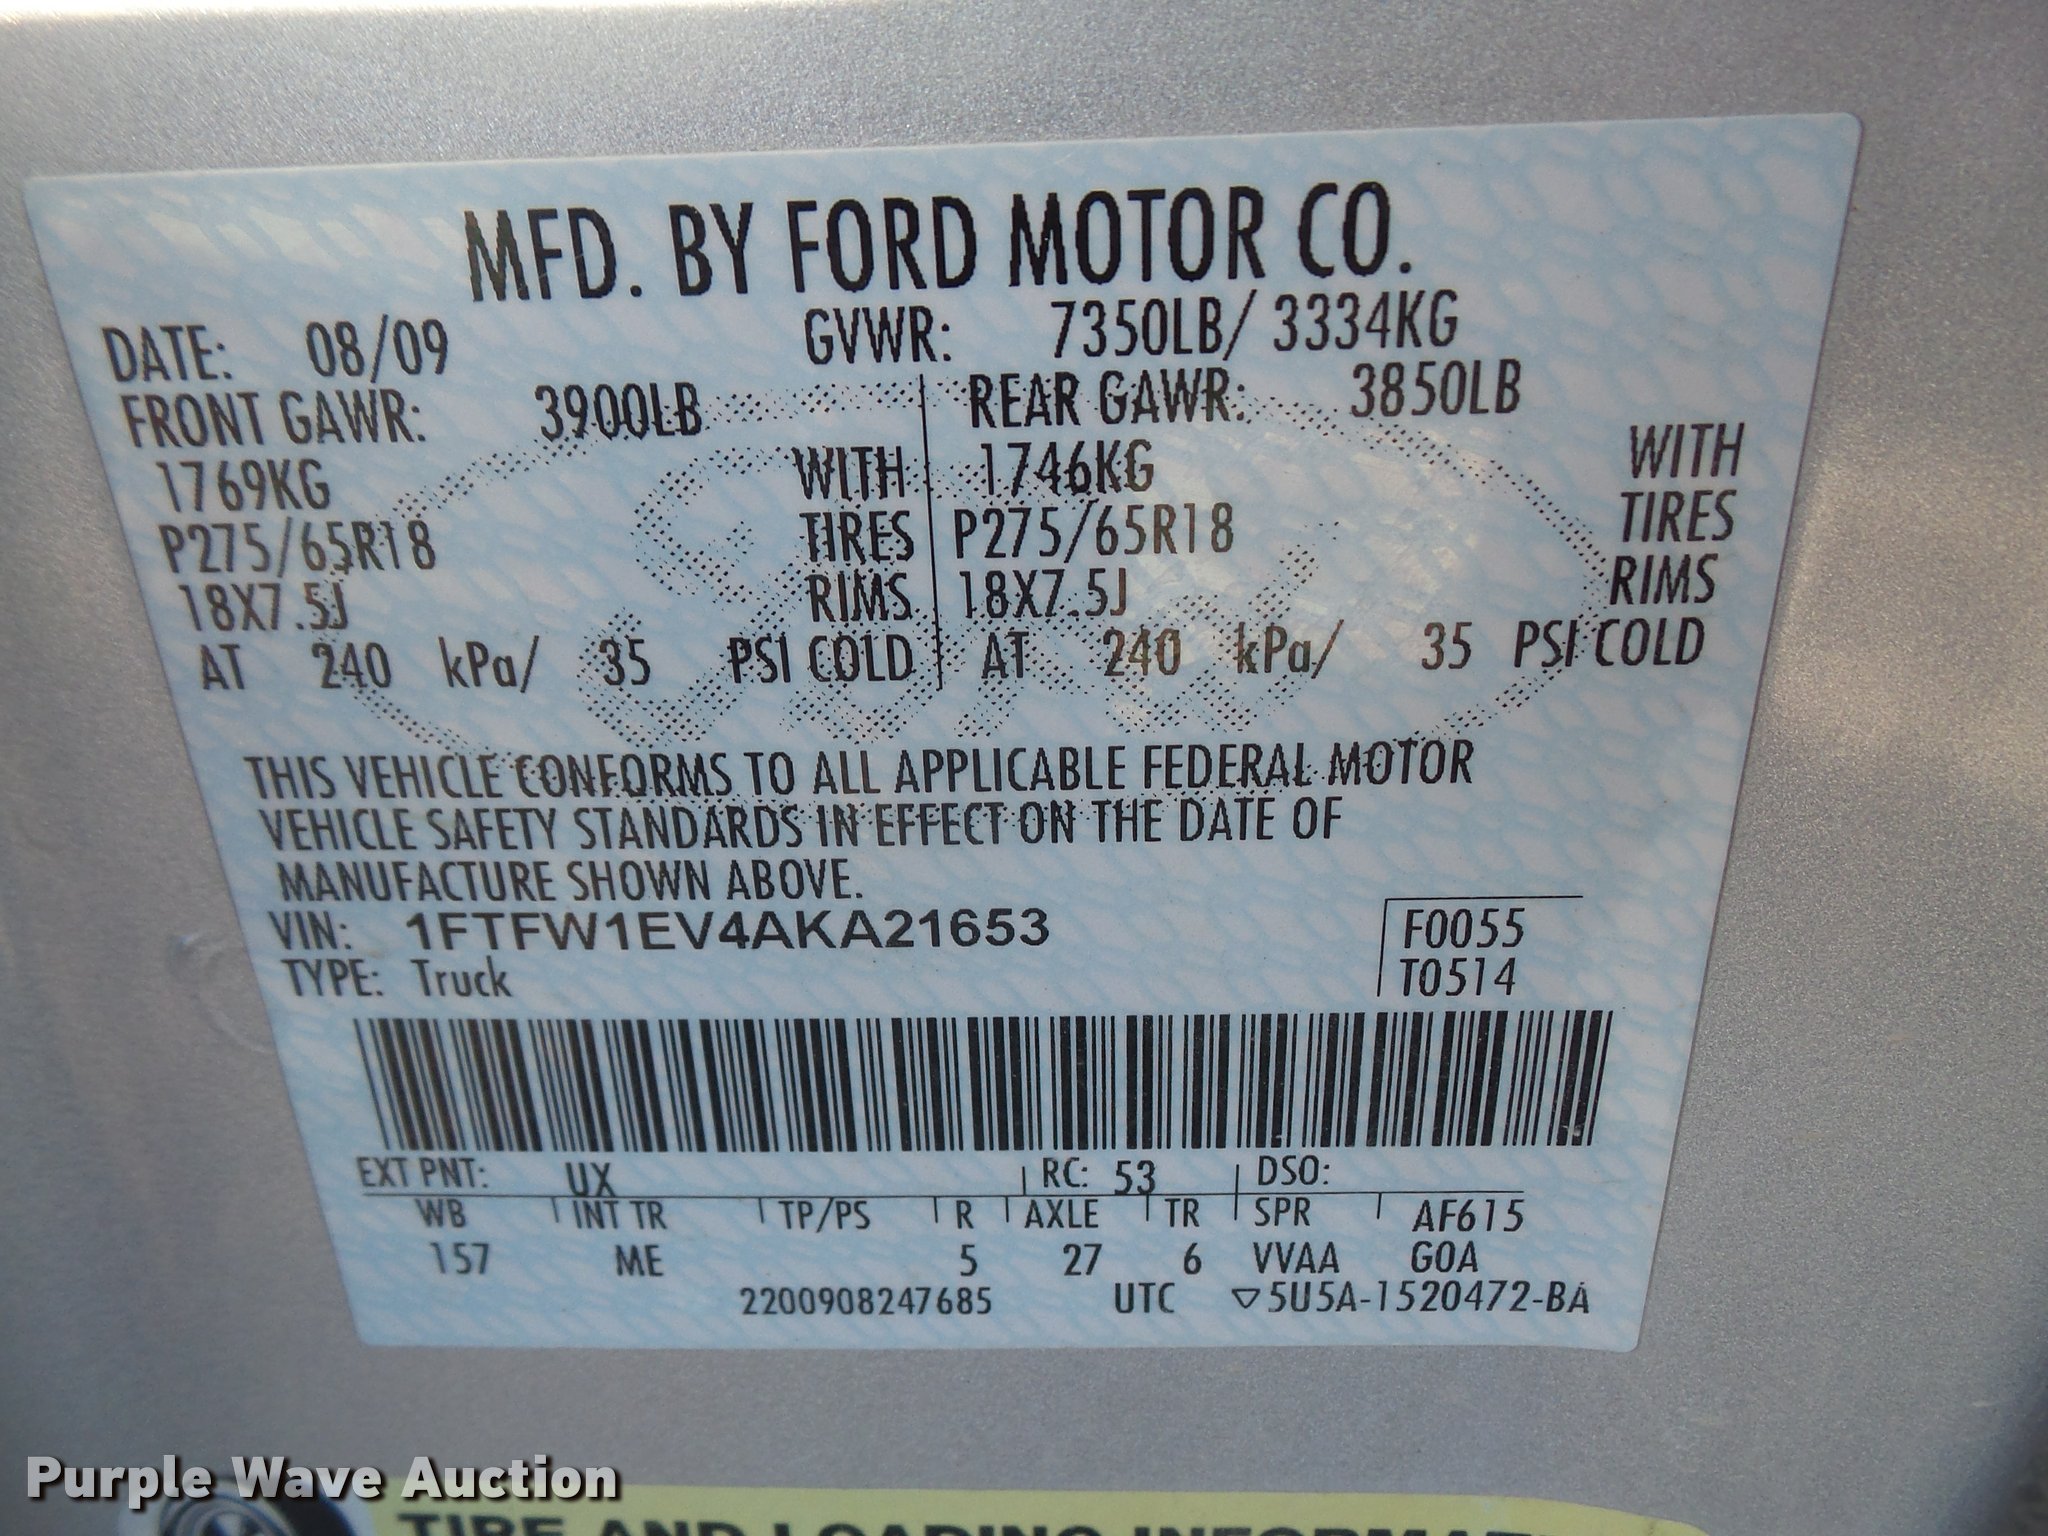 MFD. BY FORD MOTOR CO.
DATE: 08/09 GVWR: 7350LB/ 3334KG
FRONT GAWR: 3900LB REAR GAWR: 3850LB
1769KG WITH 1746KG WITH
P275/65R18 TIRES P275/65R18 TIRES
18X7.5J RIMS 18X7.5J RIMS
AT 240 kPa/ 35 PSI COLD AT 240 kPa/ 35 PSI COLD
THIS VEHICLE CONFORMS TO ALL APPLICABLE FEDERAL MOTOR
VEHICLE SAFETY STANDARDS IN EFFECT ON THE DATE OF
MANUFACTURE SHOWN ABOVE.
VIN: 1FTFW1EV4AKA21653 F0055
TYPE: Truck T0514
EXT PNT: UX RC: 53 DSO:
WB INT TR TP/PS R AXLE TR SPR AF615
157 ME 5 27 6 VVAA GOA
2200908247685 UTC ▽5U5A-1520472-BA
Purple Wave Auction
TIRE AND LOADING